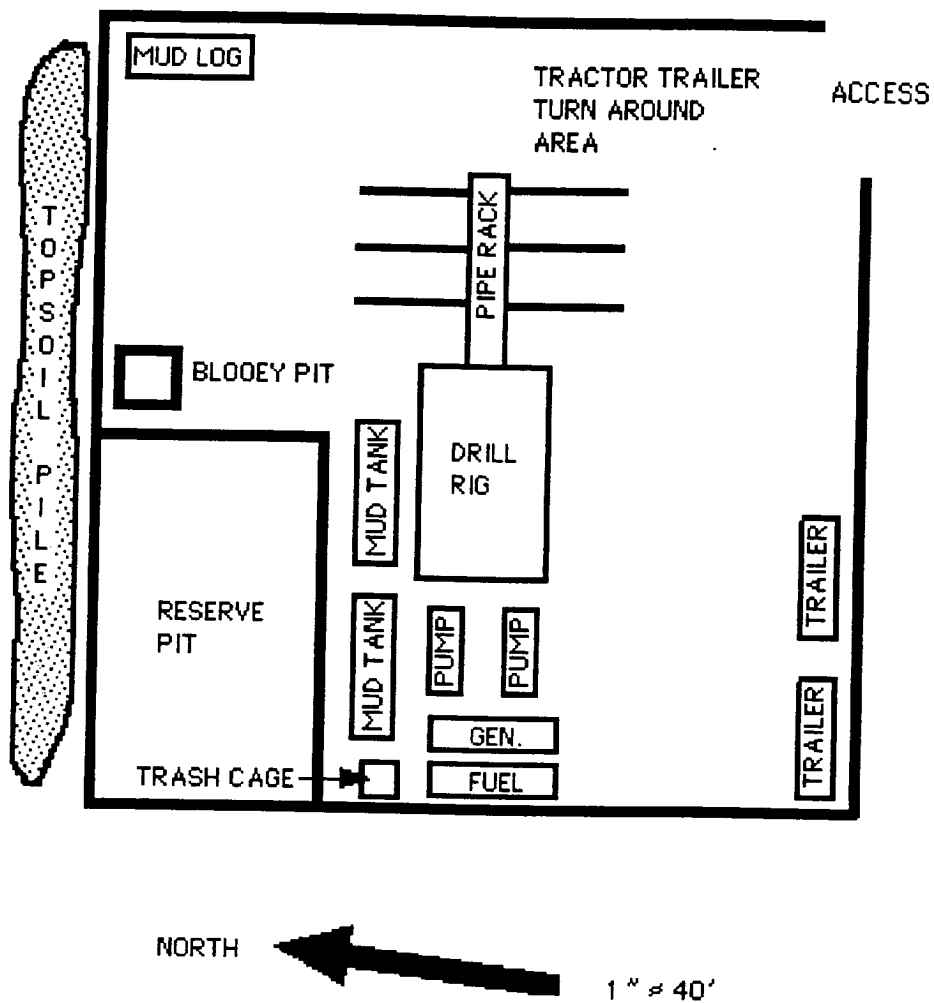 MUD LOG
TRACTOR TRAILER
TURN AROUND
AREA
ACCESS
TOPSOIL PILE
PIPE RACK
BLOOEY PIT
MUD TANK
DRILL
RIG
TRAILER
RESERVE
PIT
MUD TANK
PUMP
PUMP
TRAILER
GEN.
TRASH CAGE
FUEL
NORTH
1" ≈ 40'